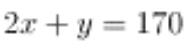 2x + y = 170